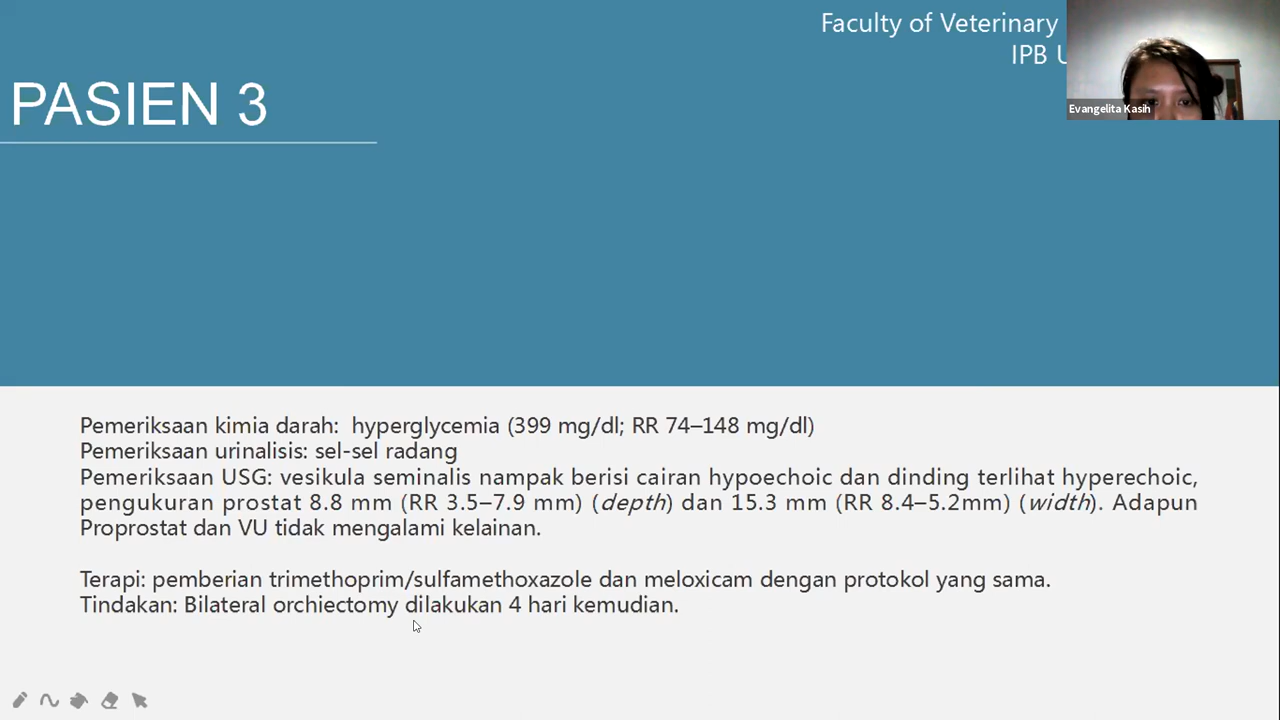 Faculty of Veterinary
IPB
PASIEN 3
Evangelita Kasih
Pemeriksaan kimia darah: hyperglycemia (399 mg/dl; RR 74–148 mg/dl)
Pemeriksaan urinalisis: sel-sel radang
Pemeriksaan USG: vesikula seminalis nampak berisi cairan hypoechoic dan dinding terlihat hyperechoic,
pengukuran prostat 8.8 mm (RR 3.5–7.9 mm) (depth) dan 15.3 mm (RR 8.4–5.2mm) (width). Adapun
Proprostat dan VU tidak mengalami kelainan.
Terapi: pemberian trimethoprim/sulfamethoxazole dan meloxicam dengan protokol yang sama.
Tindakan: Bilateral orchiectomy dilakukan 4 hari kemudian.